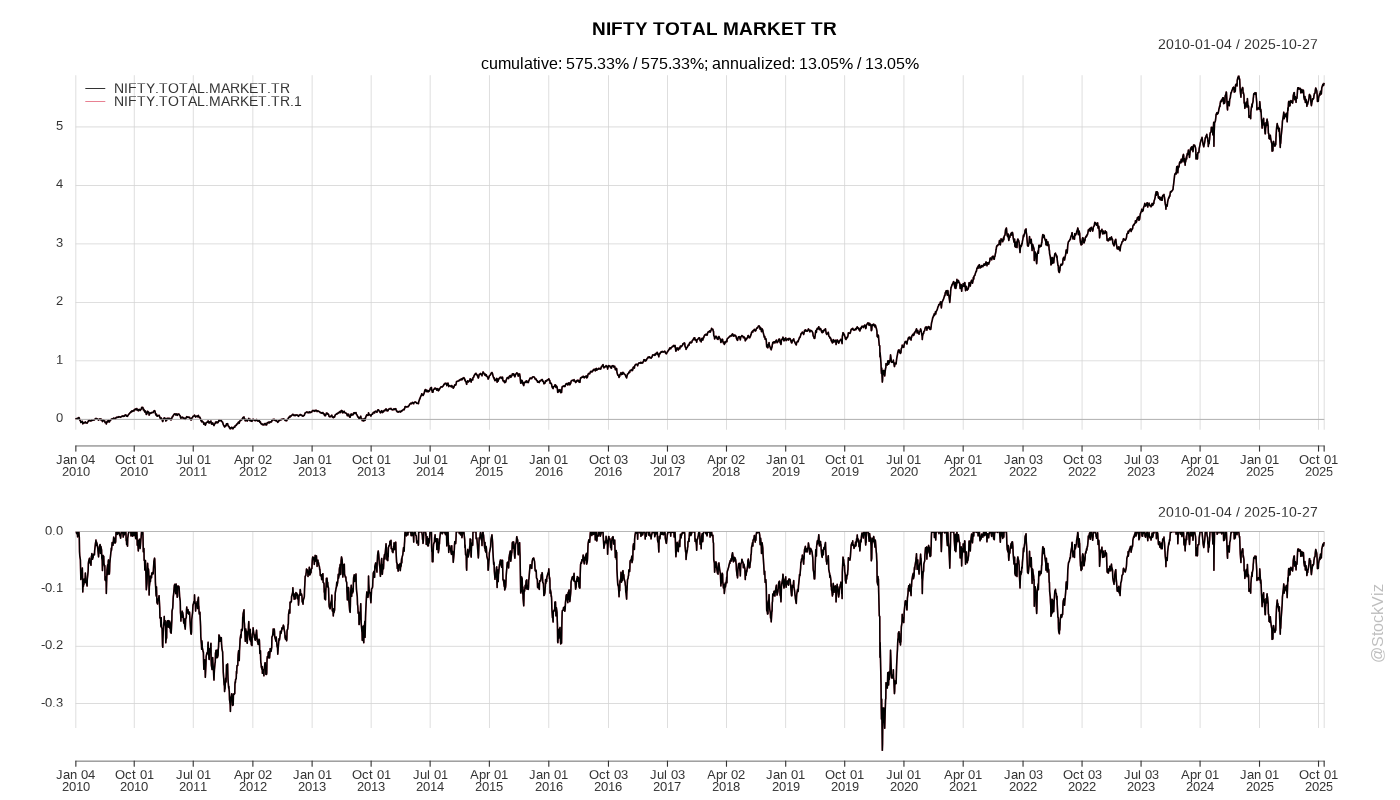 NIFTY TOTAL MARKET TR
2010-01-04 / 2025-10-27
cumulative: 575.33% / 575.33%; annualized: 13.05% / 13.05%
NIFTY.TOTAL.MARKET.TR
NIFTY.TOTAL.MARKET.TR.1
5
4
3
2
1
0
Jan 04 Oct 01 Jul 01 Apr 02 Jan 01 Oct 01 Jul 01 Apr 01 Jan 01 Oct 03 Jul 03 Apr 02 Jan 01 Oct 01 Jul 01 Apr 01 Jan 03 Oct 03 Jul 03 Apr 01 Jan 01 Oct 01
2010 2010 2011 2012 2013 2013 2014 2015 2016 2016 2017 2018 2019 2019 2020 2021 2022 2022 2023 2024 2025 2025
2010-01-04 / 2025-10-27
0.0
-0.1
-0.2
-0.3
Jan 04 Oct 01 Jul 01 Apr 02 Jan 01 Oct 01 Jul 01 Apr 01 Jan 01 Oct 03 Jul 03 Apr 02 Jan 01 Oct 01 Jul 01 Apr 01 Jan 03 Oct 03 Jul 03 Apr 01 Jan 01 Oct 01
2010 2010 2011 2012 2013 2013 2014 2015 2016 2016 2017 2018 2019 2019 2020 2021 2022 2022 2023 2024 2025 2025
@StockViz